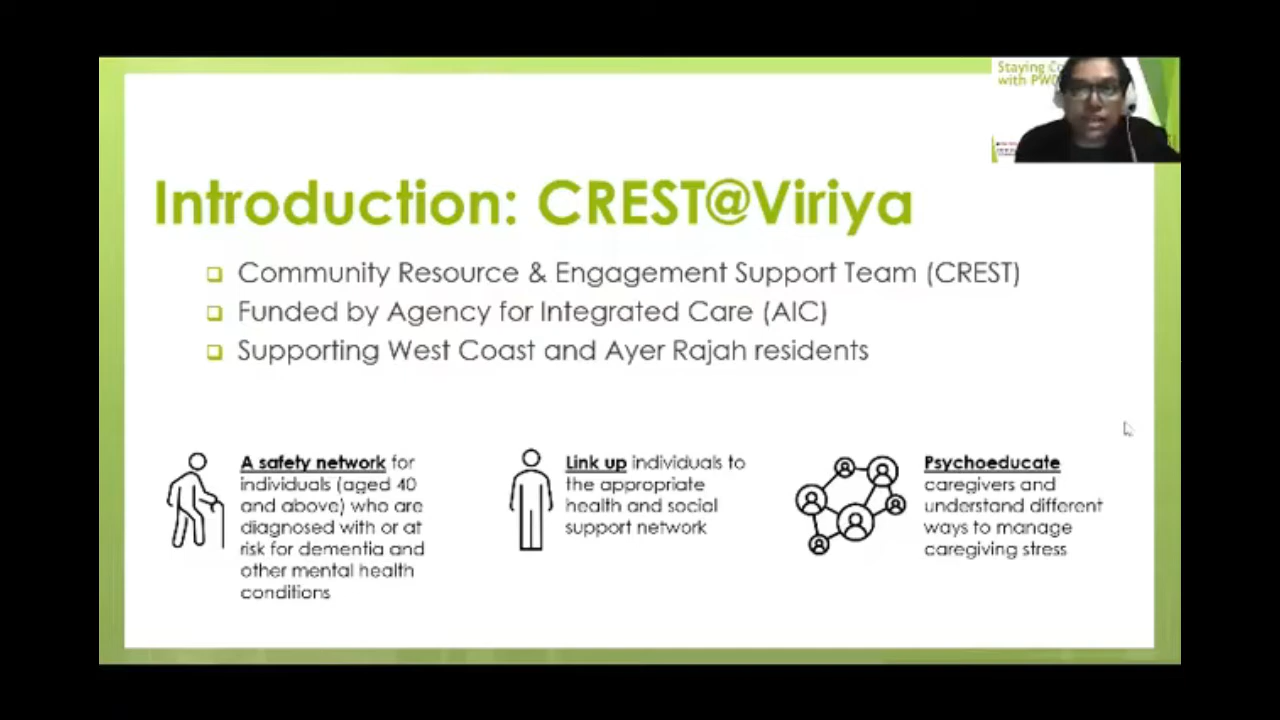 Staying
with PW
Introduction: CREST@Viriya
Community Resource & Engagement Support Team (CREST)
Funded by Agency for Integrated Care (AIC)
Supporting West Coast and Ayer Rajah residents
A safety network for
individuals (aged 40
and above) who are
diagnosed with or at
risk for dementia and
other mental health
conditions
Link up individuals to
the appropriate
health and social
support network
Psychoeducate
caregivers and
understand different
ways to manage
caregiving stress